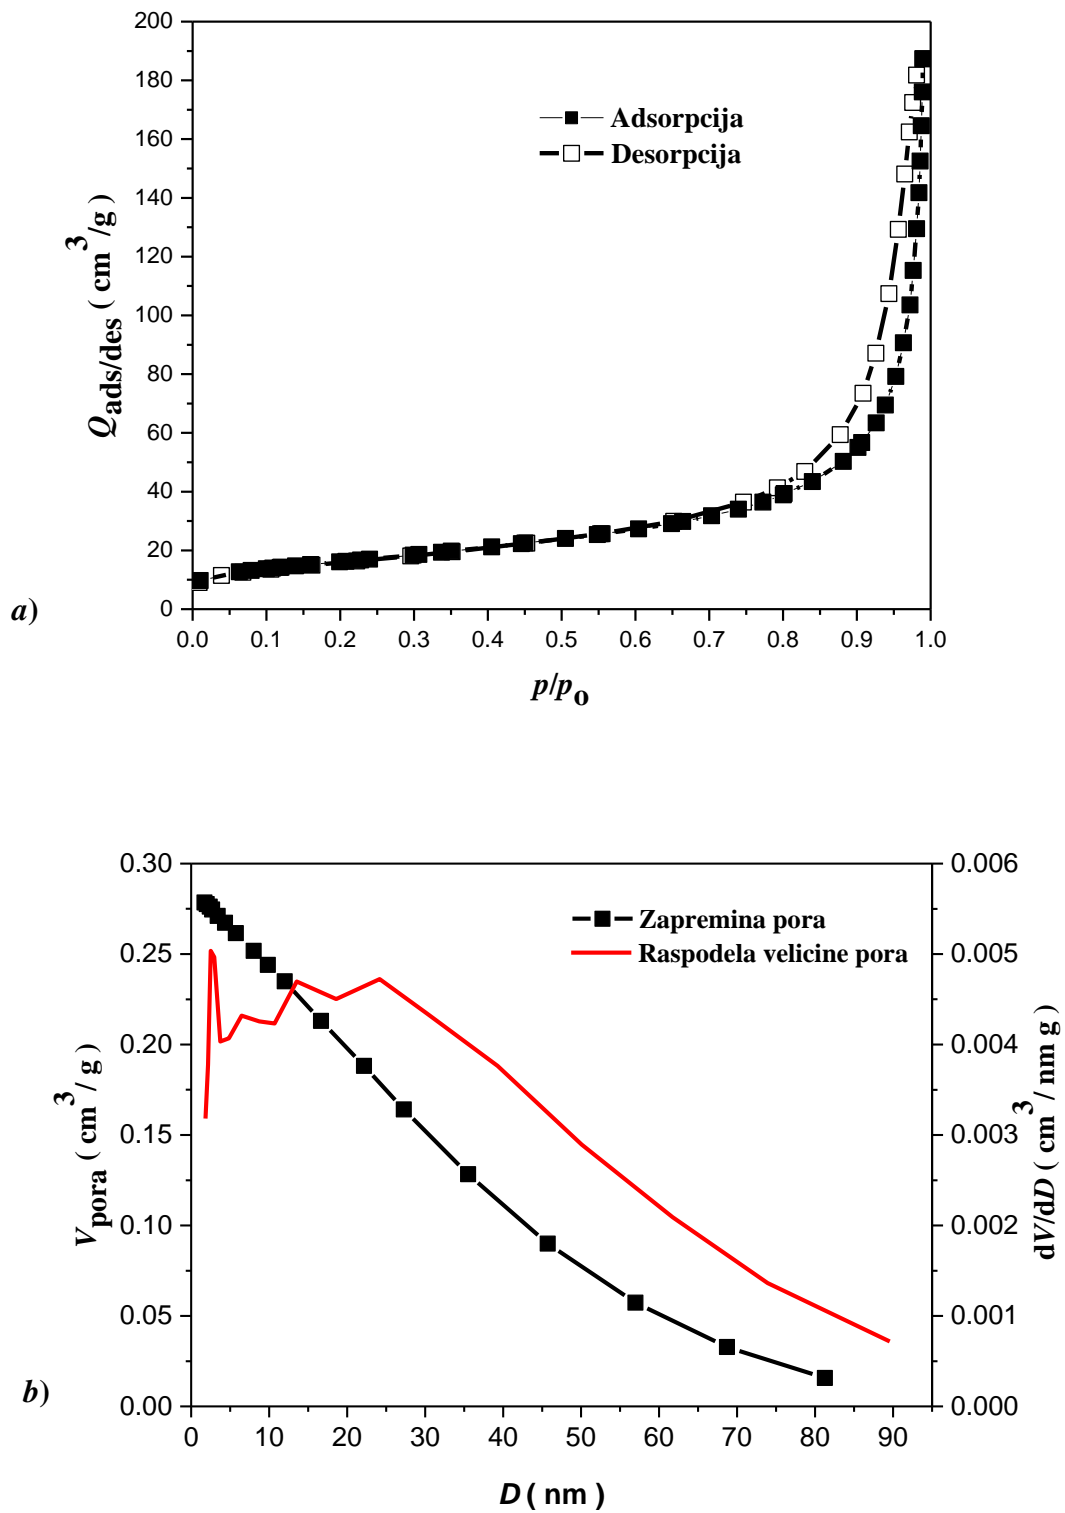 200
180
160
140
120
100
80
60
40
20
0
Q ads/des ( cm³/g )
Adsorpcija
Desorpcija
a)
0.0 0.1 0.2 0.3 0.4 0.5 0.6 0.7 0.8 0.9 1.0
p/p₀
0.30
0.25
0.20
0.15
0.10
0.05
0.00
V pora ( cm³/ g )
Zapremina pora
Raspodela velicine pora
0.006
0.005
0.004
0.003
0.002
0.001
0.000
dV/dD ( cm³/ nm g )
b)
0 10 20 30 40 50 60 70 80 90
D ( nm )